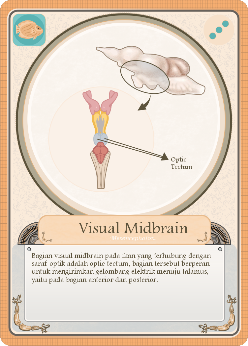 Optic
Tectum
Visual Midbrain
Bagian visual midbrain pada ikan yang terhubung dengan
saraf optik adalah optic tectum, bagian tersebut berperan
untuk mengirimkan gelombang elektrik menuju talamus,
yaitu pada bagian anterior dan posterior.